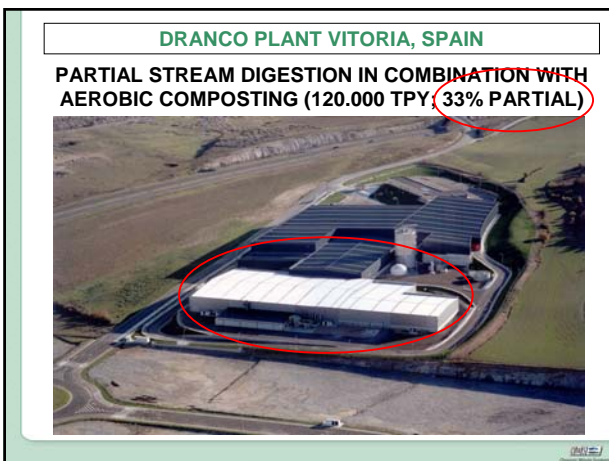 DRANCO PLANT VITORIA, SPAIN
PARTIAL STREAM DIGESTION IN COMBINATION WITH
AEROBIC COMPOSTING (120.000 TPY; 33% PARTIAL)